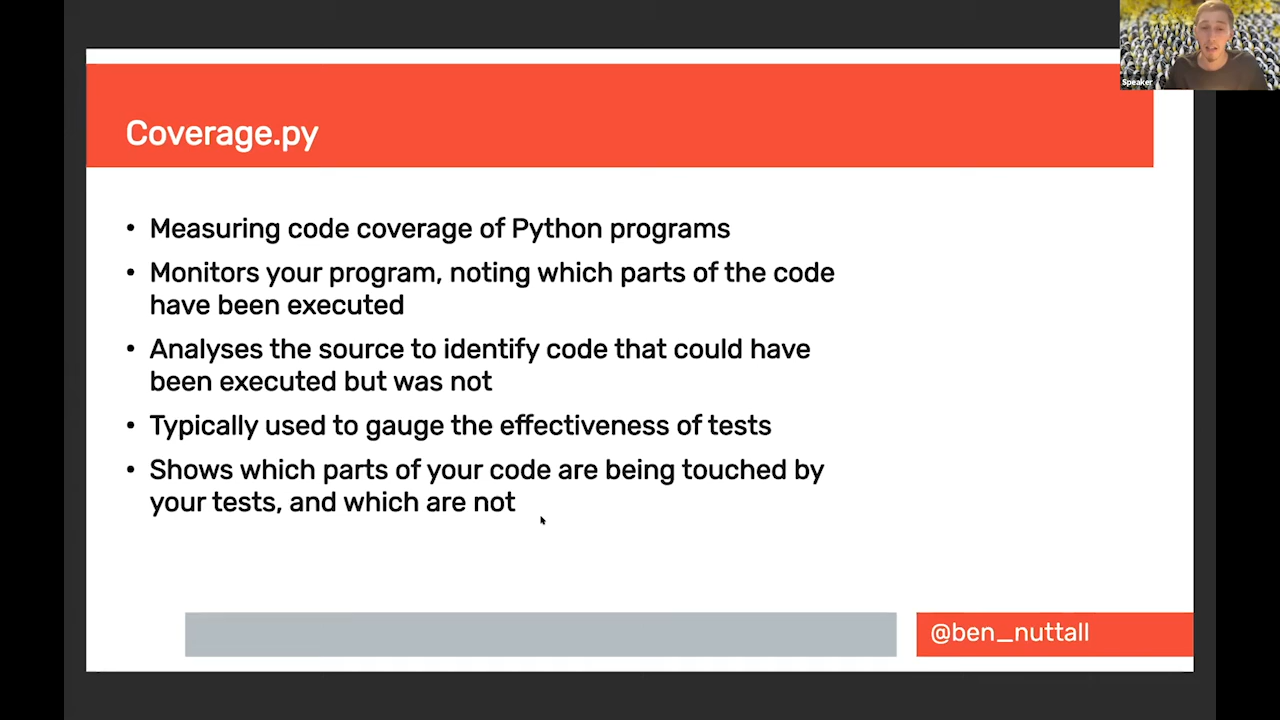 Speaker
Coverage.py
• Measuring code coverage of Python programs
• Monitors your program, noting which parts of the code
have been executed
• Analyses the source to identify code that could have
been executed but was not
• Typically used to gauge the effectiveness of tests
• Shows which parts of your code are being touched by
your tests, and which are not
@ben_nuttall